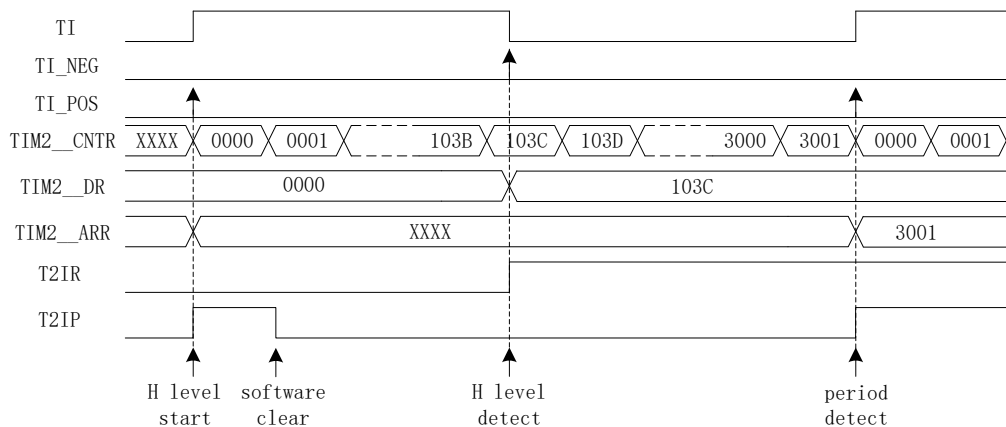 TI
TI_NEG
TI_POS
TIM2__CNTR XXXX 0000 0001 103B 103C 103D 3000 3001 0000 0001
TIM2__DR 0000 103C
TIM2__ARR XXXX 3001
T2IR
T2IP
H level software H level period
start clear detect detect